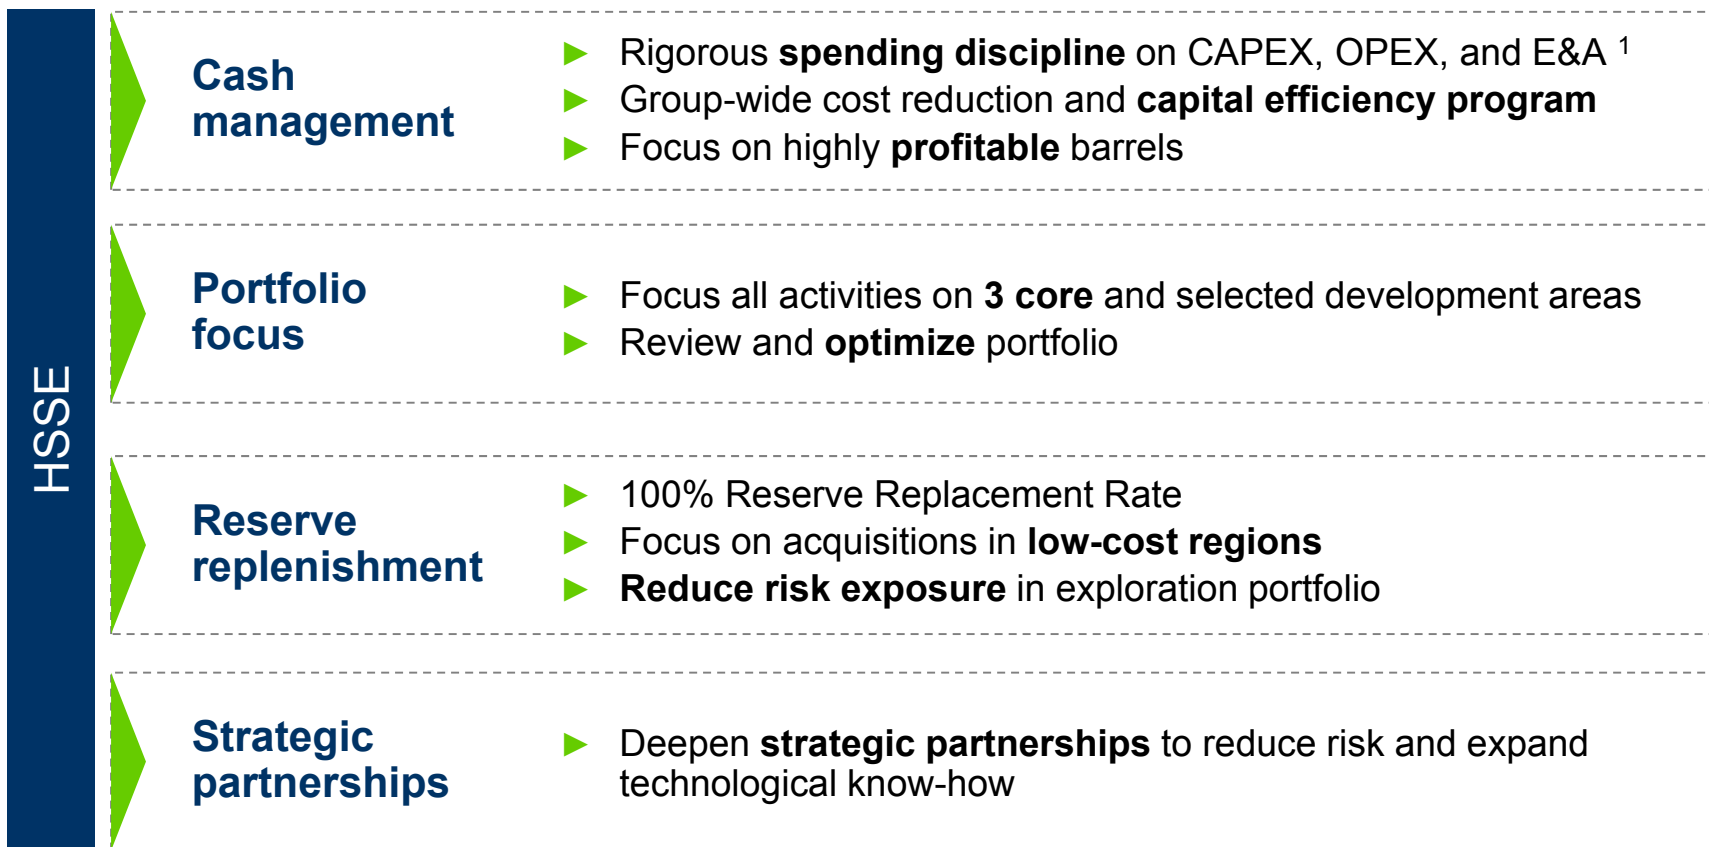 HSSE
Cash
management
► Rigorous spending discipline on CAPEX, OPEX, and E&A ¹
► Group-wide cost reduction and capital efficiency program
► Focus on highly profitable barrels
Portfolio
focus
► Focus all activities on 3 core and selected development areas
► Review and optimize portfolio
Reserve
replenishment
► 100% Reserve Replacement Rate
► Focus on acquisitions in low-cost regions
► Reduce risk exposure in exploration portfolio
Strategic
partnerships
► Deepen strategic partnerships to reduce risk and expand
technological know-how